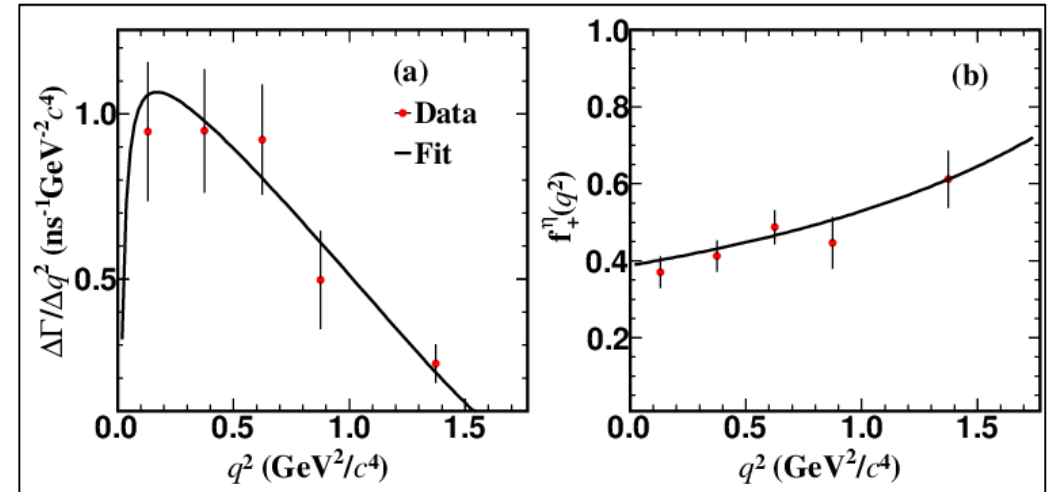 (a)
Data
Fit
ΔΓ/Δq² (ns⁻¹GeV⁻²c⁴)
1.0
0.5
0.0 0.5 1.0 1.5
q² (GeV²/c⁴)
(b)
f₊^η(q²)
1.0
0.8
0.6
0.4
0.2
0.0 0.5 1.0 1.5
q² (GeV²/c⁴)